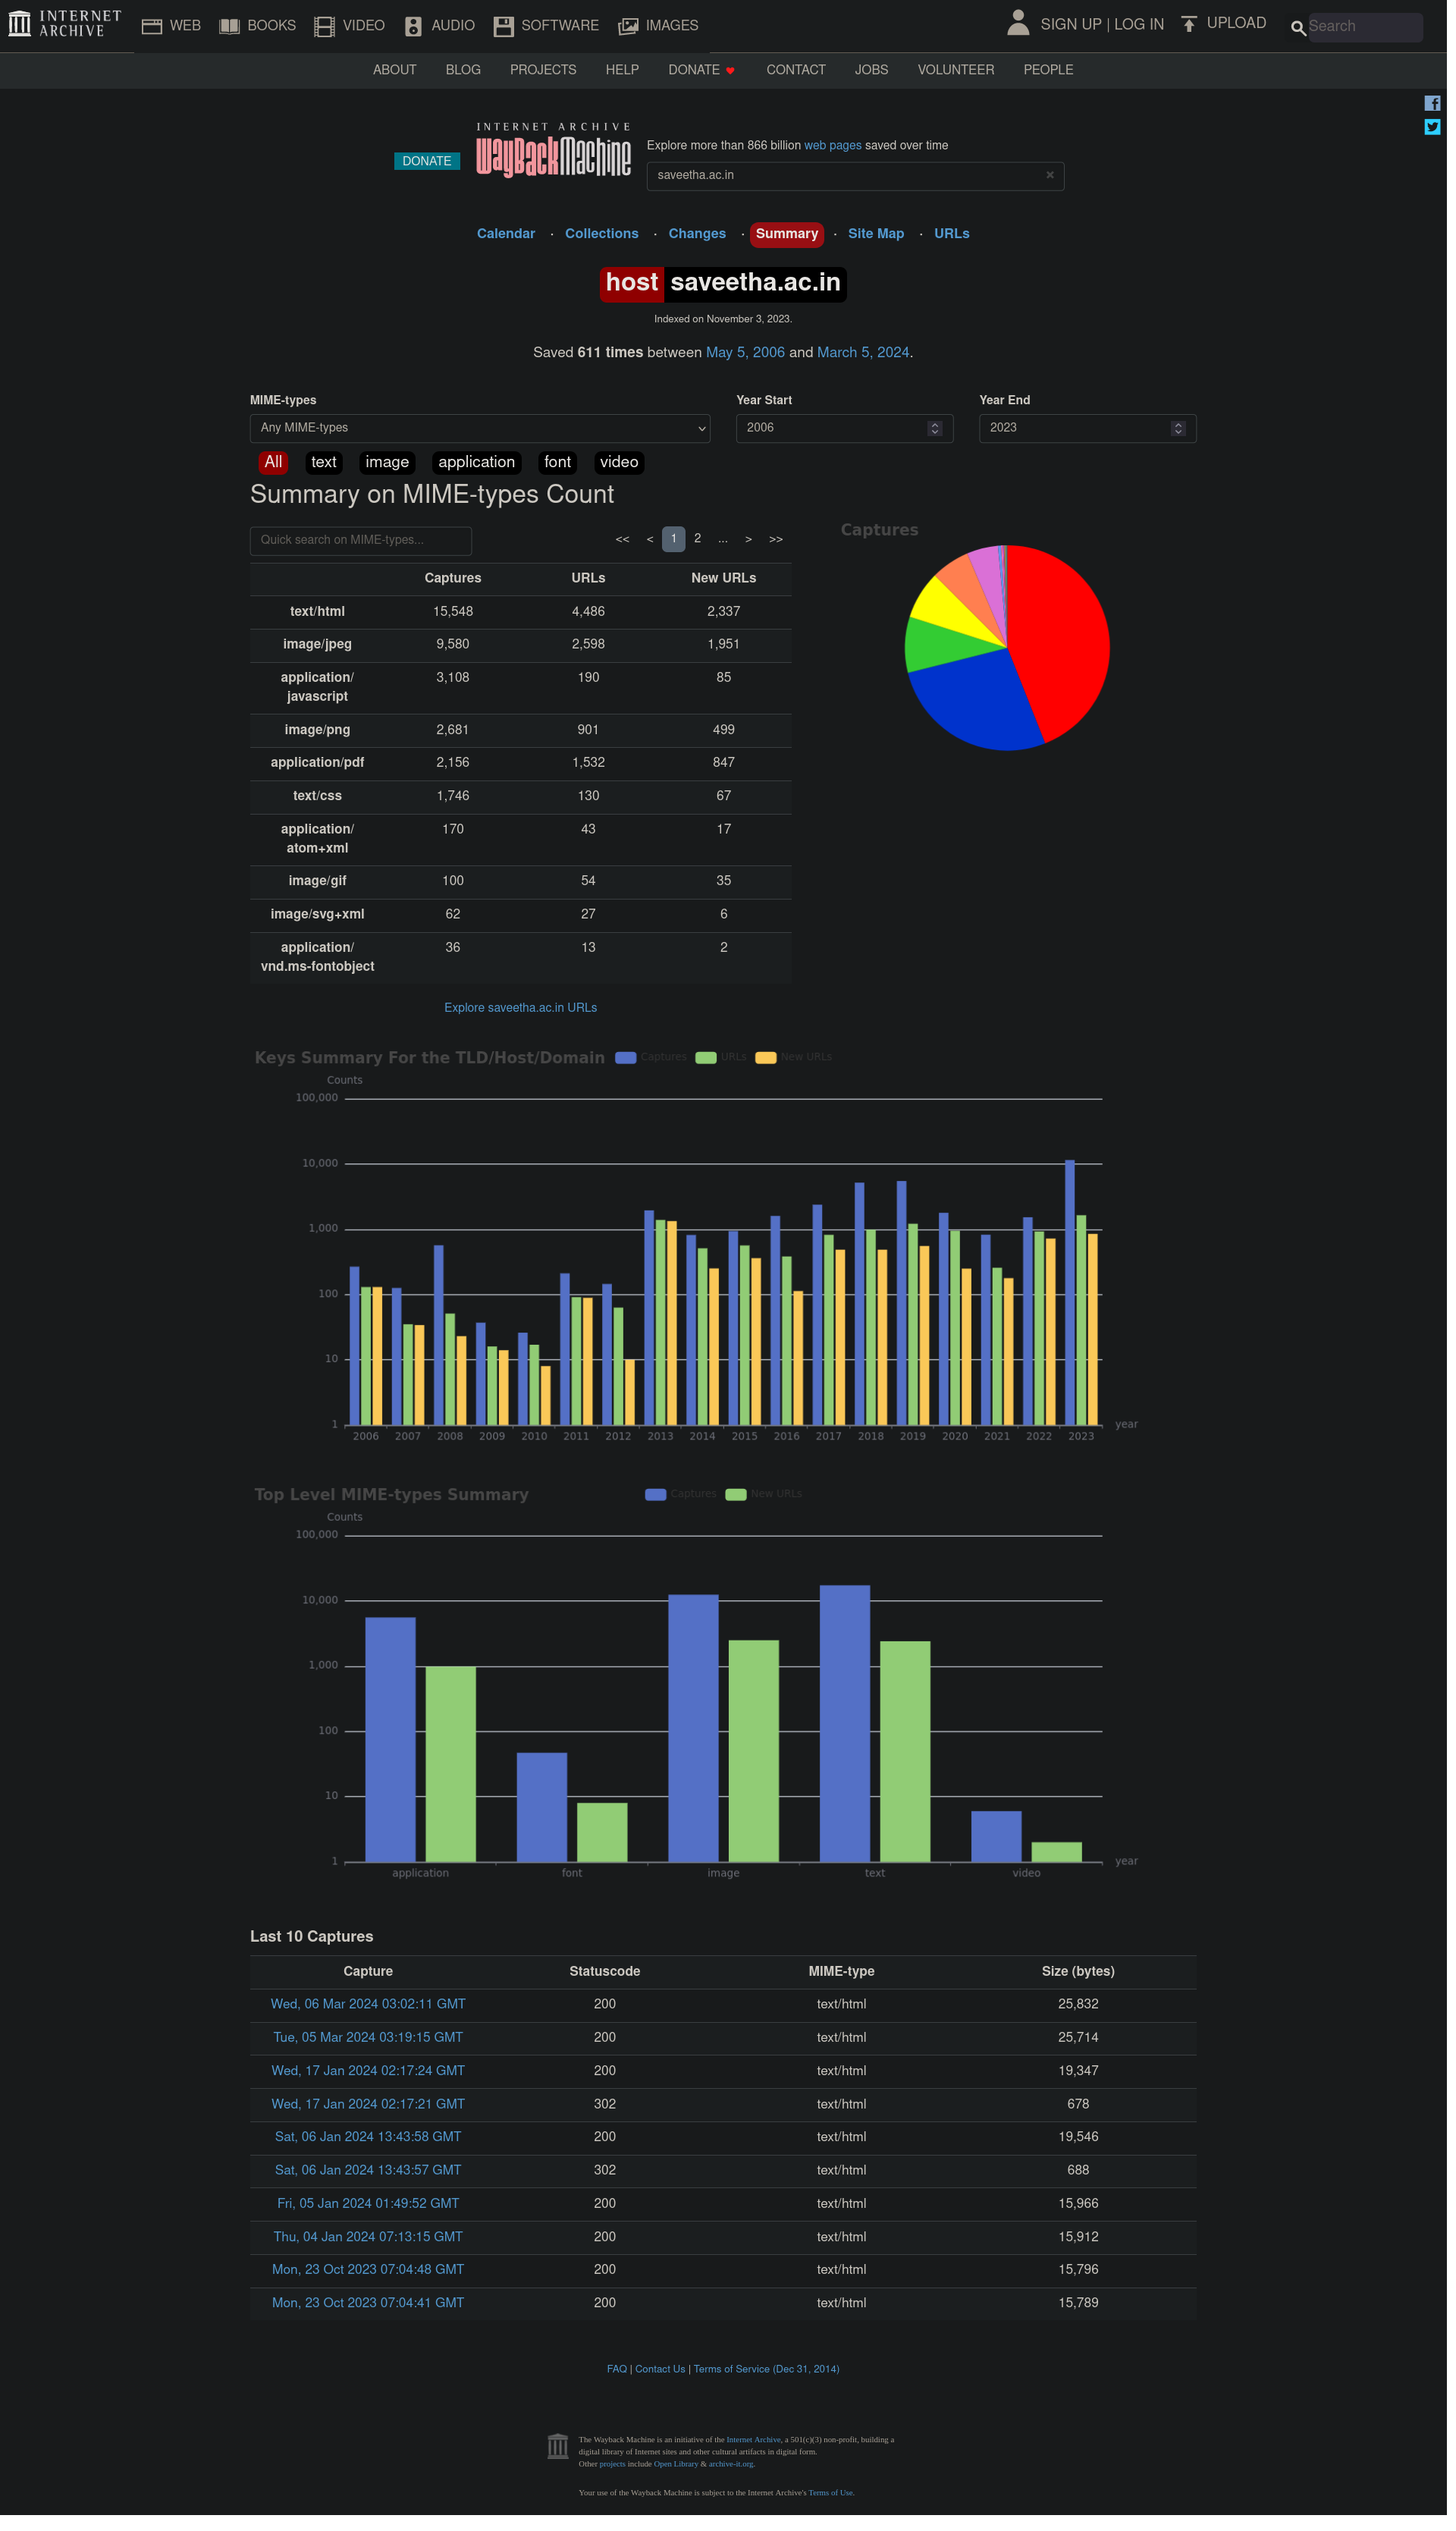 INTERNET ARCHIVE
WEB BOOKS VIDEO AUDIO SOFTWARE IMAGES SIGN UP | LOG IN UPLOAD Search
ABOUT BLOG PROJECTS HELP DONATE CONTACT JOBS VOLUNTEER PEOPLE
DONATE
INTERNET ARCHIVE
WayBackMachine
Explore more than 866 billion web pages saved over time
saveetha.ac.in
Calendar · Collections · Changes · Summary · Site Map · URLs
host saveetha.ac.in
Indexed on November 3, 2023.
Saved 611 times between May 5, 2006 and March 5, 2024.
MIME-types Year Start Year End
Any MIME-types 2006 2023
All text image application font video
Summary on MIME-types Count
Quick search on MIME-types... << < 1 2 ... > >>
Captures
Captures URLs New URLs
text/html 15,548 4,486 2,337
image/jpeg 9,580 2,598 1,951
application/
javascript 3,108 190 85
image/png 2,681 901 499
application/pdf 2,156 1,532 847
text/css 1,746 130 67
application/
atom+xml 170 43 17
image/gif 100 54 35
image/svg+xml 62 27 6
application/
vnd.ms-fontobject 36 13 2
Explore saveetha.ac.in URLs
Keys Summary For the TLD/Host/Domain Captures URLs New URLs
Counts
100,000
10,000
1,000
100
10
1 year
2006 2007 2008 2009 2010 2011 2012 2013 2014 2015 2016 2017 2018 2019 2020 2021 2022 2023
Top Level MIME-types Summary Captures New URLs
Counts
100,000
10,000
1,000
100
10
1 year
application font image text video
Last 10 Captures
Capture Statuscode MIME-type Size (bytes)
Wed, 06 Mar 2024 03:02:11 GMT 200 text/html 25,832
Tue, 05 Mar 2024 03:19:15 GMT 200 text/html 25,714
Wed, 17 Jan 2024 02:17:24 GMT 200 text/html 19,347
Wed, 17 Jan 2024 02:17:21 GMT 302 text/html 678
Sat, 06 Jan 2024 13:43:58 GMT 200 text/html 19,546
Sat, 06 Jan 2024 13:43:57 GMT 302 text/html 688
Fri, 05 Jan 2024 01:49:52 GMT 200 text/html 15,966
Thu, 04 Jan 2024 07:13:15 GMT 200 text/html 15,912
Mon, 23 Oct 2023 07:04:48 GMT 200 text/html 15,796
Mon, 23 Oct 2023 07:04:41 GMT 200 text/html 15,789
FAQ | Contact Us | Terms of Service (Dec 31, 2014)
The Wayback Machine is an initiative of the Internet Archive, a 501(c)(3) non-profit, building a
digital library of Internet sites and other cultural artifacts in digital form.
Other projects include Open Library & archive-it.org.
Your use of the Wayback Machine is subject to the Internet Archive's Terms of Use.